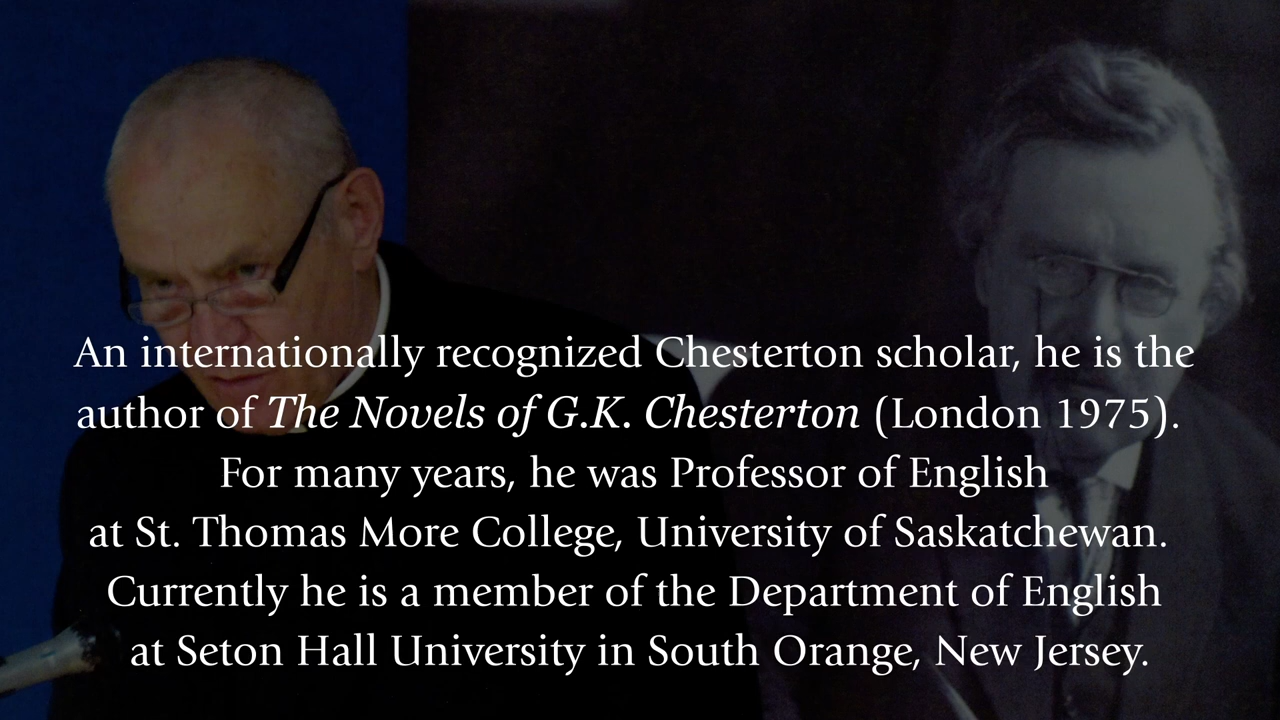 An internationally recognized Chesterton scholar, he is the
author of The Novels of G.K. Chesterton (London 1975).
For many years, he was Professor of English
at St. Thomas More College, University of Saskatchewan.
Currently he is a member of the Department of English
at Seton Hall University in South Orange, New Jersey.